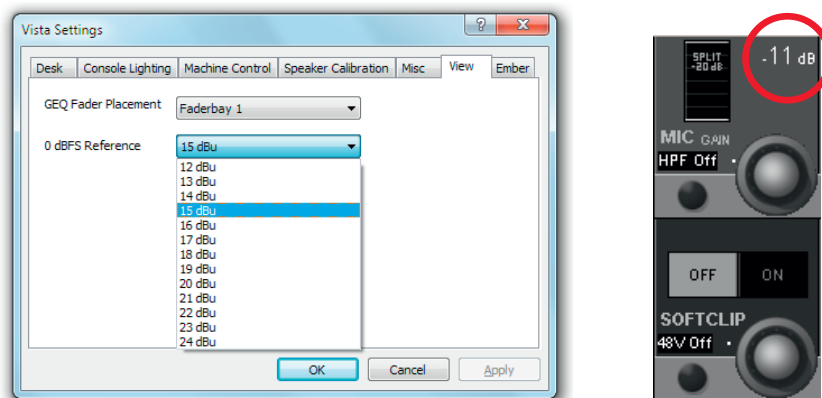 Vista Settings
Desk Console Lighting Machine Control Speaker Calibration Misc View Ember
GEQ Fader Placement Faderbay 1
0 dBFS Reference 15 dBu
12 dBu
13 dBu
14 dBu
15 dBu
16 dBu
17 dBu
18 dBu
19 dBu
20 dBu
21 dBu
22 dBu
23 dBu
24 dBu
OK Cancel Apply
SPLIT
-20 dB
-11 dB
MIC GAIN
HPF Off
OFF ON
SOFTCLIP
48V Off